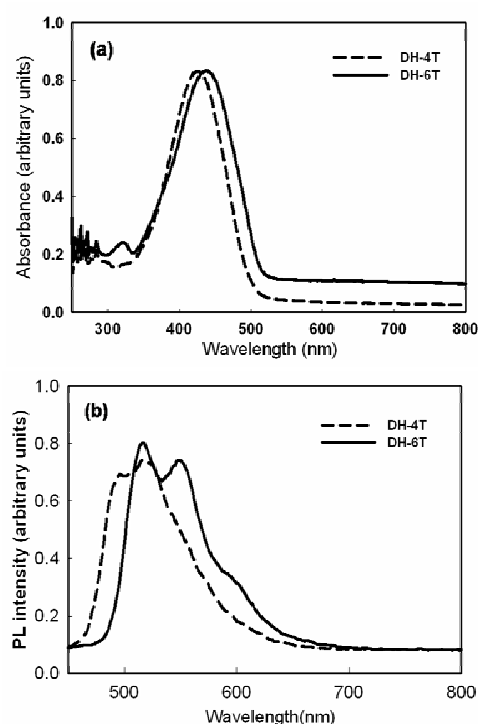 (a)
DH-4T
DH-6T
Absorbance (arbitrary units)
1.0
0.8
0.6
0.4
0.2
0.0
300 400 500 600 700 800
Wavelength (nm)
(b)
DH-4T
DH-6T
PL intensity (arbitrary units)
1.0
0.8
0.6
0.4
0.2
0.0
500 600 700 800
Wavelength(nm)